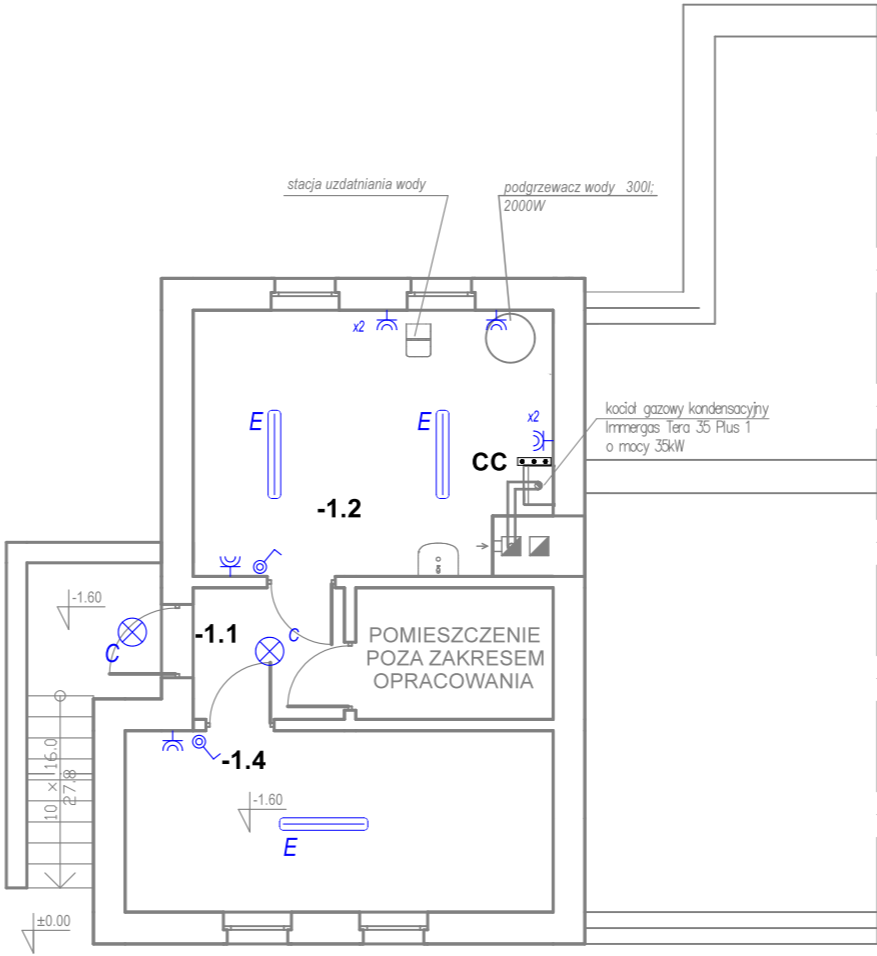 stacja uzdatniania wody
podgrzewacz wody 300l;
2000W
x2
E
E
x2
kocioł gazowy kondensacyjny
Immergas Tera 35 Plus 1
o mocy 35kW
CC
-1.2
-1.60
C
-1.1
C
POMIESZCZENIE
POZA ZAKRESEM
OPRACOWANIA
10 x 16.0
27.8
-1.4
-1.60
E
±0.00